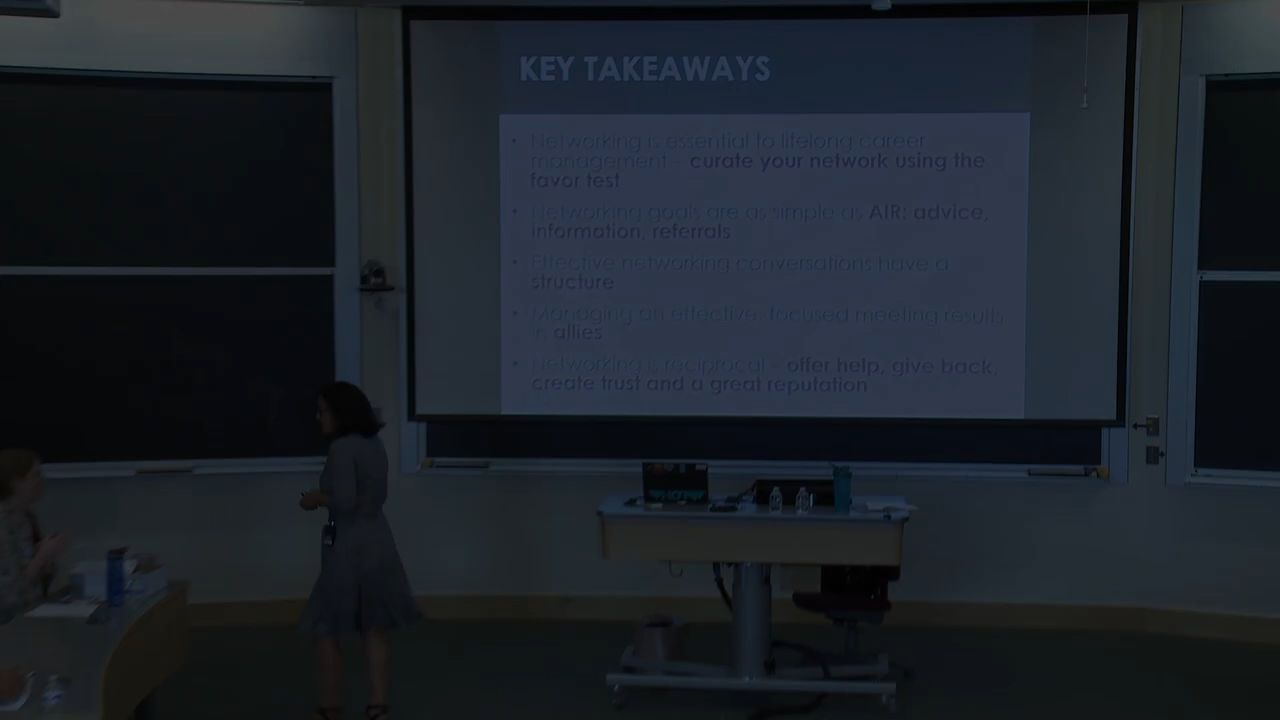 KEY TAKEAWAYS
• Networking is essential to lifelong career
management - curate your network using the
favor test
• Networking goals are as simple as AIR: advice,
information, referrals
• Effective networking conversations have a
structure
• Managing an effective, focused meeting results
in allies
• Networking is reciprocal - offer help, give back,
create trust and a great reputation